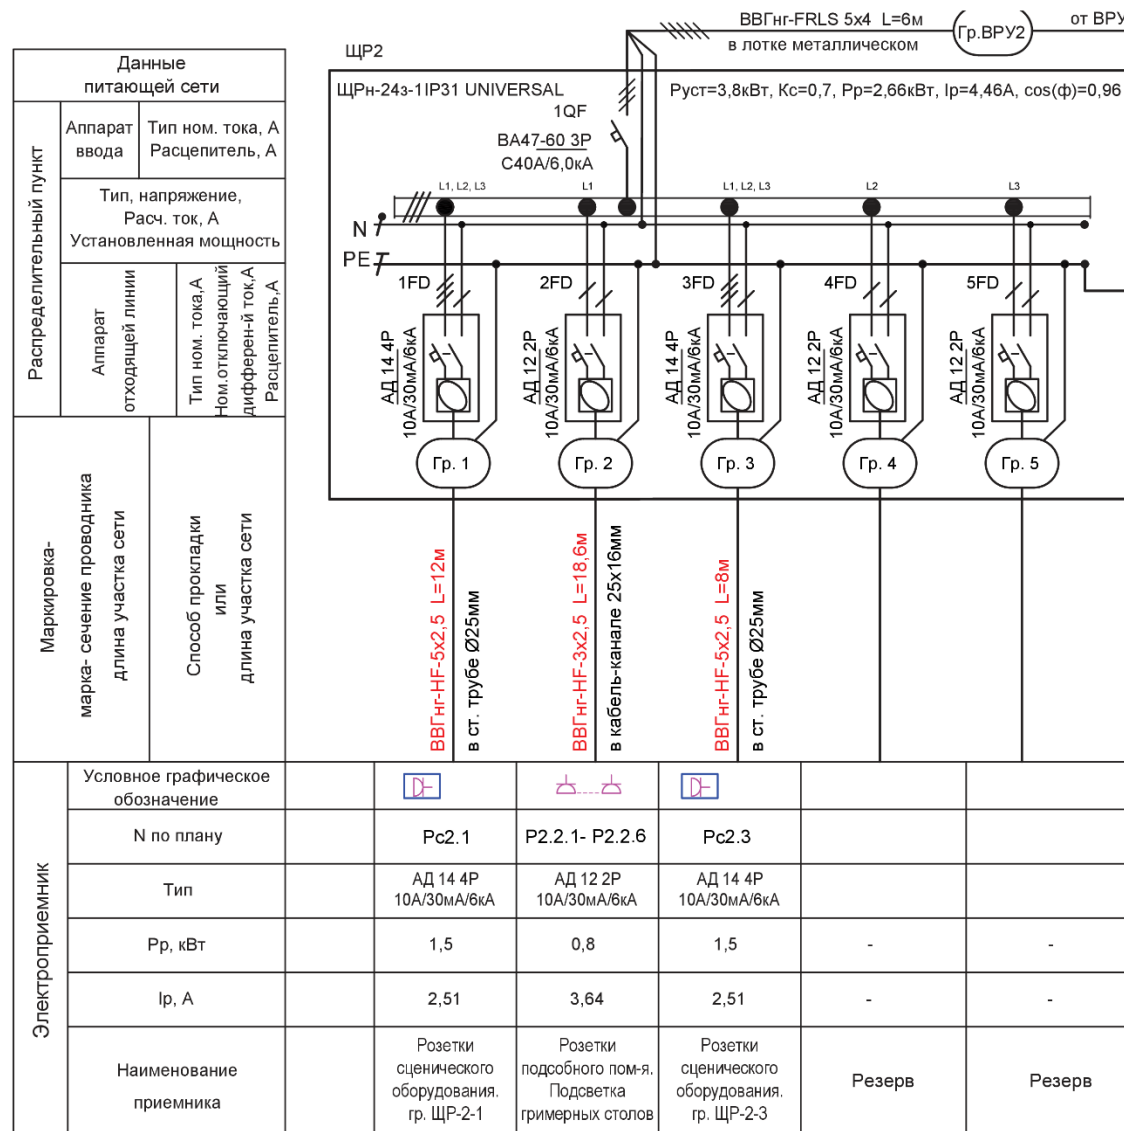 ВВГнг-FRLS 5х4 L=6м
в лотке металлическом
Гр.ВРУ2
от ВРУ
ЩР2
ЩРн-24з-1IP31 UNIVERSAL
Руст=3,8кВт, Кс=0,7, Рр=2,66кВт, Iр=4,46А, cos(ф)=0,96
1QF
ВА47-60 3Р
С40А/6,0кА
L1, L2, L3
L1
L1, L2, L3
L2
L3
N
PE
1FD
2FD
3FD
4FD
5FD
АД 14 4Р
10А/30мА/6кА
АД 12 2Р
10А/30мА/6кА
АД 14 4Р
10А/30мА/6кА
АД 12 2Р
10А/30мА/6кА
АД 12 2Р
10А/30мА/6кА
Гр. 1
Гр. 2
Гр. 3
Гр. 4
Гр. 5
ВВГнг-HF-5х2,5 L=12м
в ст. трубе Ø25мм
ВВГнг-HF-3х2,5 L=18,6м
в кабель-канале 25х16мм
ВВГнг-HF-5х2,5 L=8м
в ст. трубе Ø25мм
Данные
питающей сети
Распределительный пункт
Аппарат
ввода
Тип ном. тока, А
Расцепитель, А
Тип, напряжение,
Расч. ток, А
Установленная мощность
Аппарат
отходящей линии
Тип ном. тока,А
Ном.отключающий
дифферен-й ток,А
Расцепитель,А
Маркировка-
марка- сечение проводника
длина участка сети
Способ прокладки
или
длина участка сети
Электроприемник
Условное графическое
обозначение
N по плану
Рс2.1
Р2.2.1- Р2.2.6
Рс2.3
Тип
АД 14 4Р
10А/30мА/6кА
АД 12 2Р
10А/30мА/6кА
АД 14 4Р
10А/30мА/6кА
Рр, кВт
1,5
0,8
1,5
-
-
Iр, А
2,51
3,64
2,51
-
-
Наименование
приемника
Розетки
сценического
оборудования.
гр. ЩР-2-1
Розетки
подсобного пом-я.
Подсветка
гримерных столов
Розетки
сценического
оборудования.
гр. ЩР-2-3
Резерв
Резерв